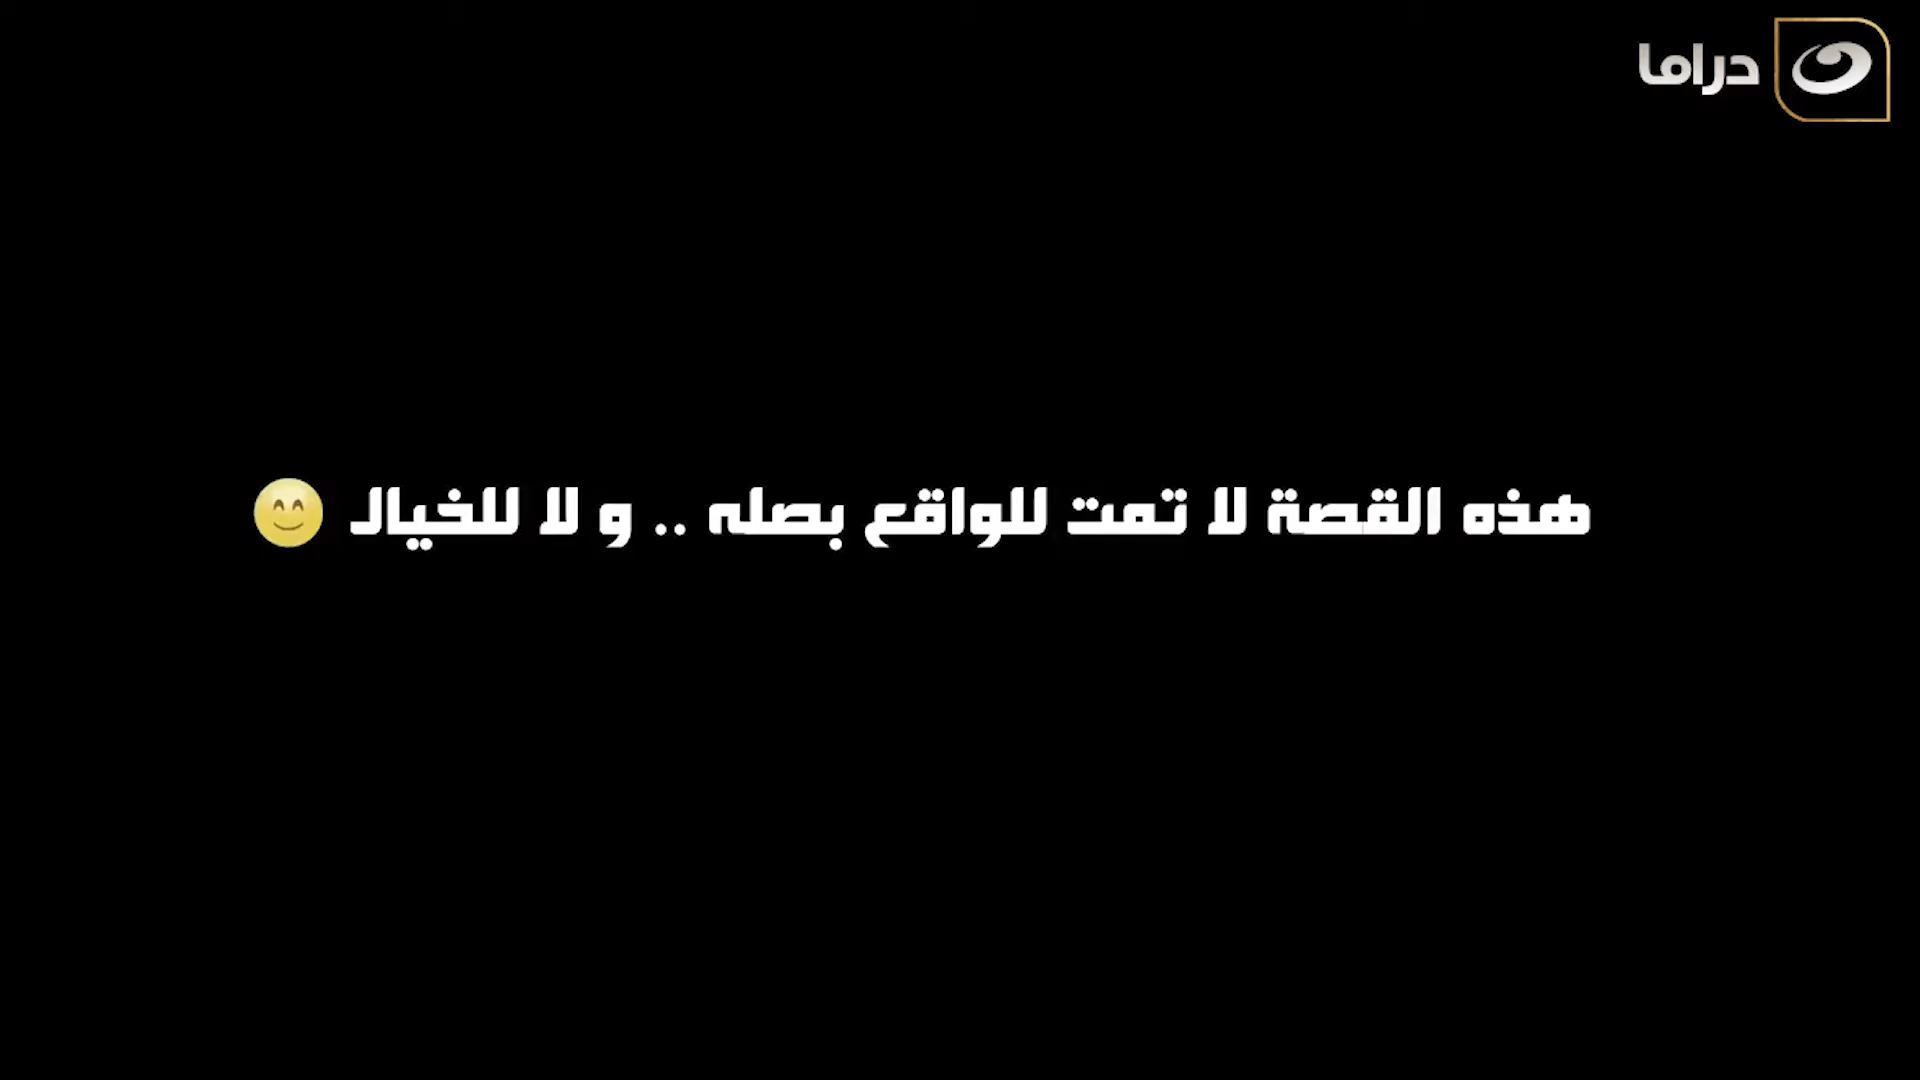 دراما
هذه القصة لا تمت للواقع بصله .. و لا للخيال 😊